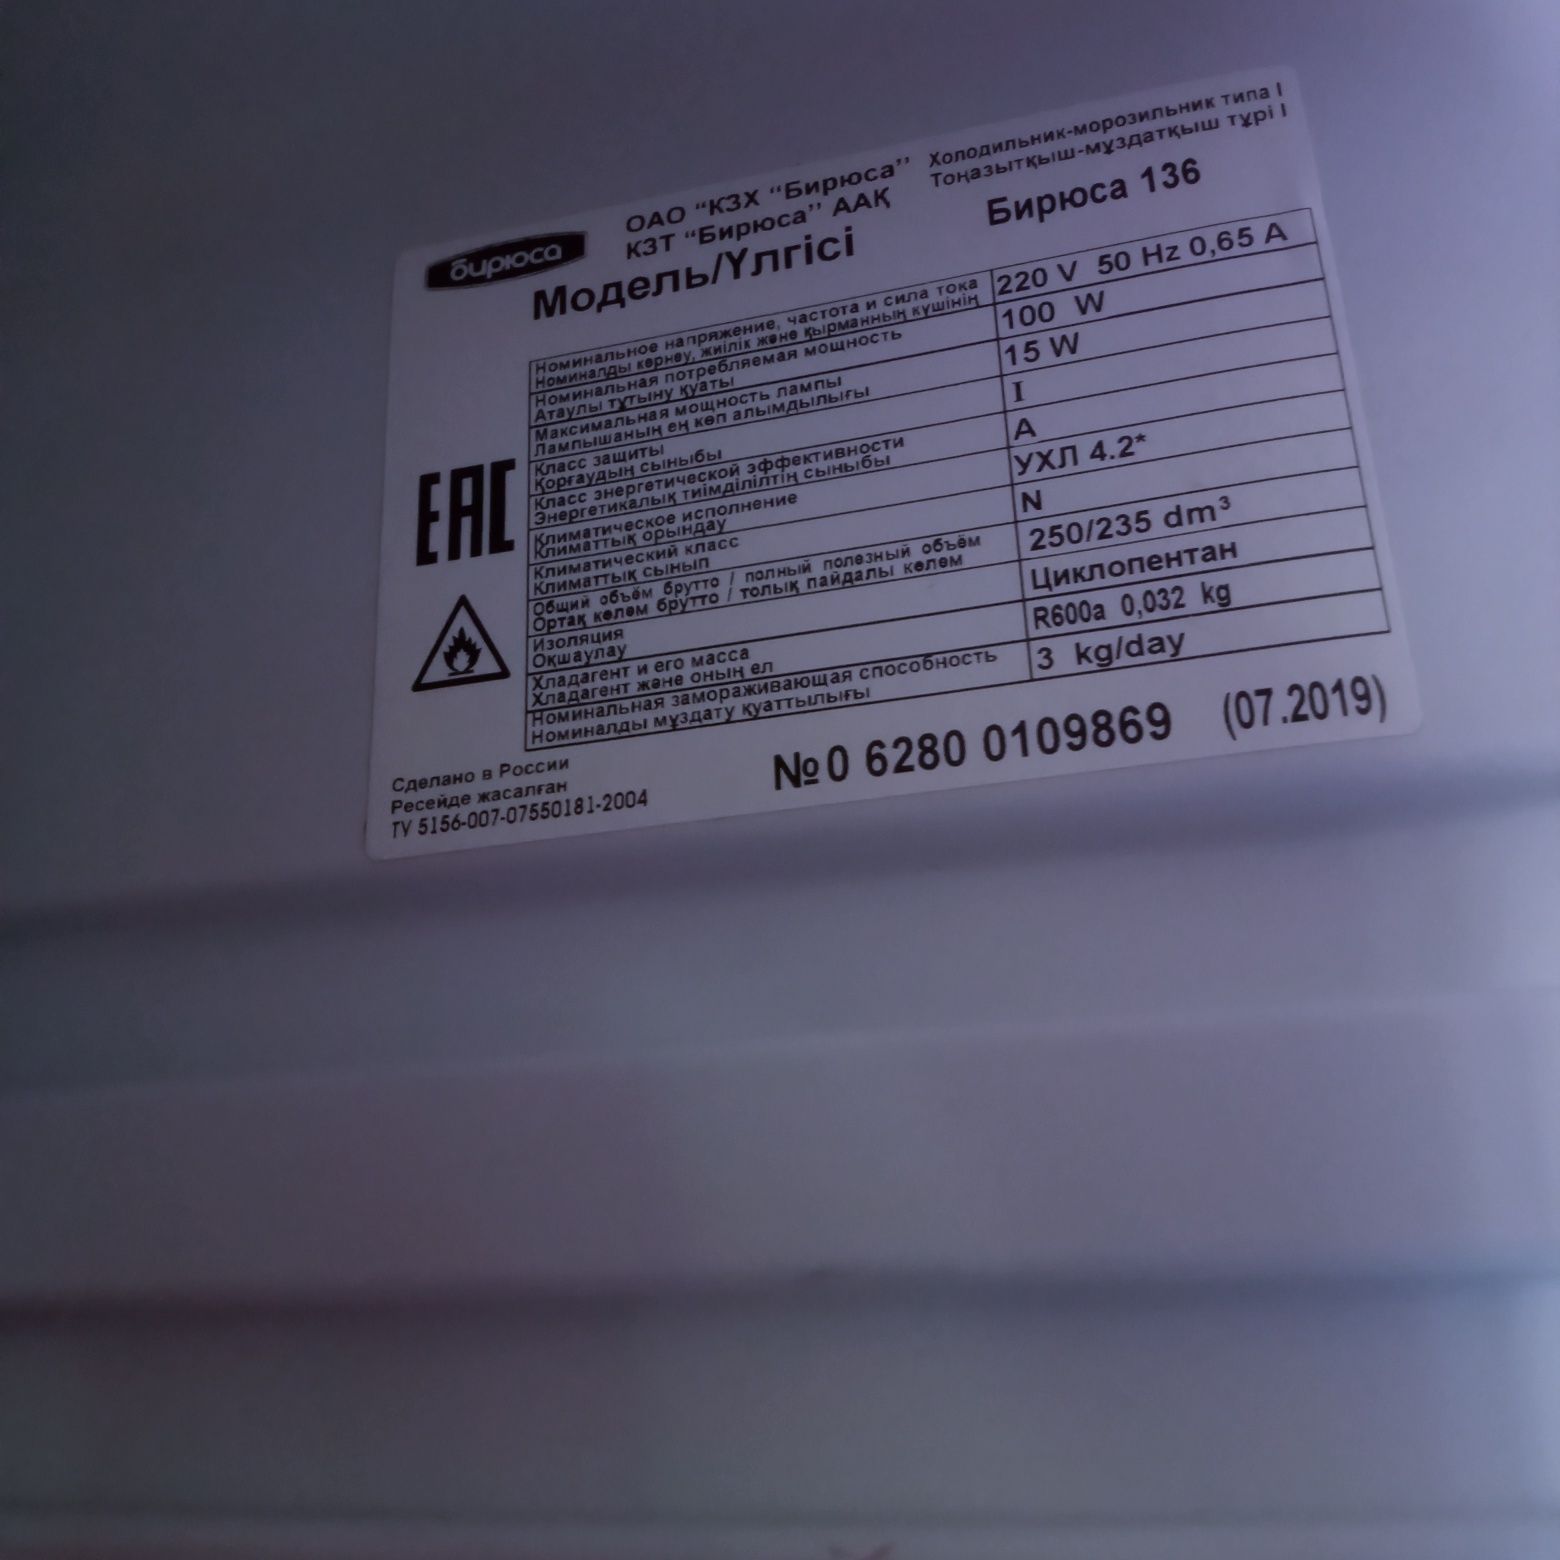 бирюса
ОАО “КЗХ “Бирюса”
КЗТ “Бирюса” ААҚ
Холодильник-морозильник типа I
Тоңазытқыш-мұздатқыш түрі I
Модель/Үлгісі
Бирюса 136
Номинальное напряжение, частота и сила тока
Номиналды кернеу, жиілік және қырманның күшінің
220 V 50 Hz 0,65 A
Номинальная потребляемая мощность
Атаулы тұтыну қуаты
100 W
Максимальная мощность лампы
Лампышаның ең көп алымдылығы
15 W
Класс защиты
Қорғаудың сыныбы
I
Класс энергетической эффективности
Энергетикалық тиімділілтің сыныбы
A
Климатическое исполнение
Климаттық орындау
УХЛ 4.2*
Климатический класс
Климаттық сынып
N
Общий объём брутто / полный полезный объём
Ортақ көлем брутто / толық пайдалы көлем
250/235 dm³
Изоляция
Оқшаулау
Циклопентан
Хладагент и его масса
Хладагент және оның ел
R600a 0,032 kg
Номинальная замораживающая способность
Номиналды мұздату қуаттылығы
3 kg/day
EAC
Сделано в России
Ресейде жасалған
ТУ 5156-007-07550181-2004
№0 6280 0109869 (07.2019)